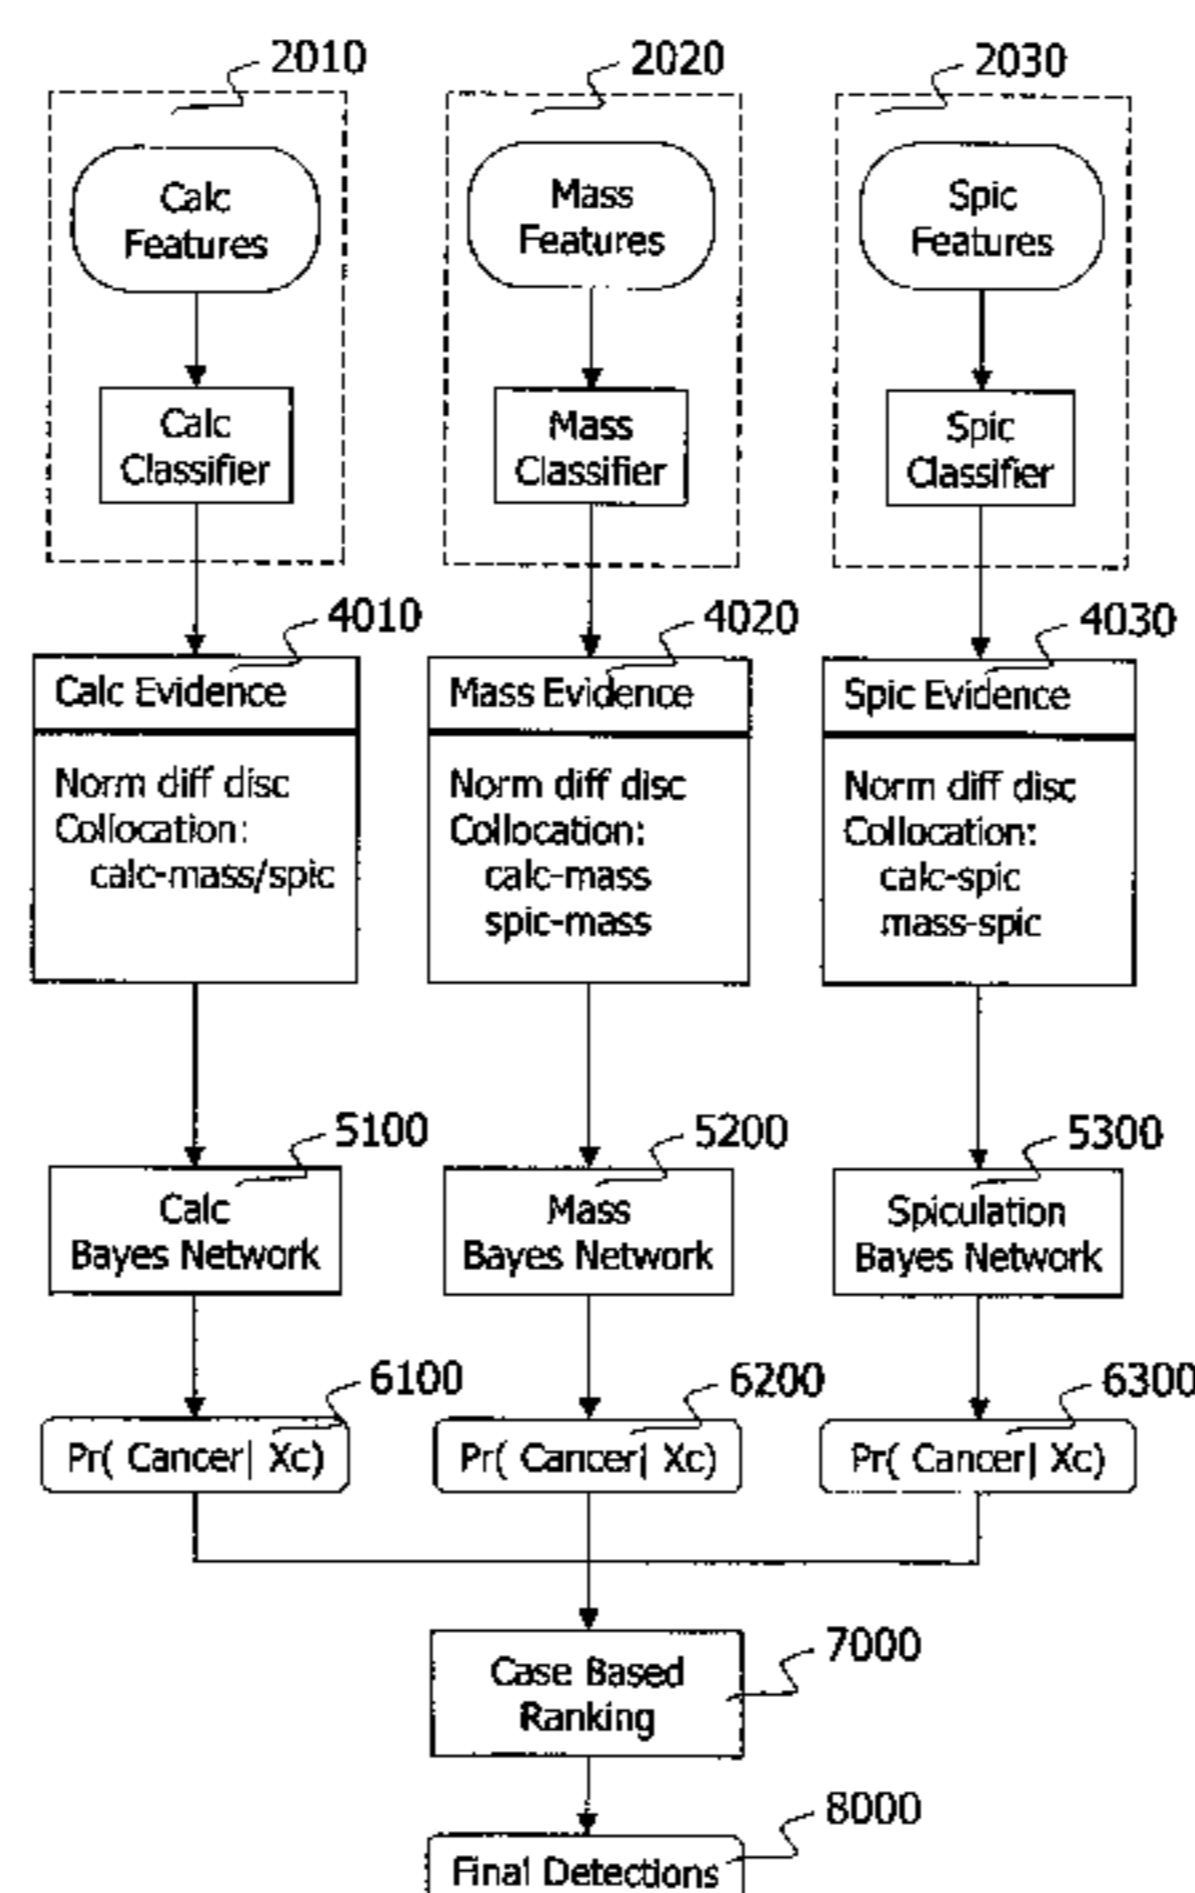 2010
2020
2030
Calc
Features
Mass
Features
Spic
Features
Calc
Classifier
Mass
Classifier
Spic
Classifier
4010
4020
4030
Calc Evidence
Norm diff disc
Collocation:
calc-mass/spic
Mass Evidence
Norm diff disc
Collocation:
calc-mass
spic-mass
Spic Evidence
Norm diff disc
Collocation:
calc-spic
mass-spic
5100
5200
5300
Calc
Bayes Network
Mass
Bayes Network
Spiculation
Bayes Network
6100
6200
6300
Pr( Cancer| Xc)
Pr( Cancer| Xc)
Pr( Cancer| Xc)
7000
Case Based
Ranking
8000
Final Detections